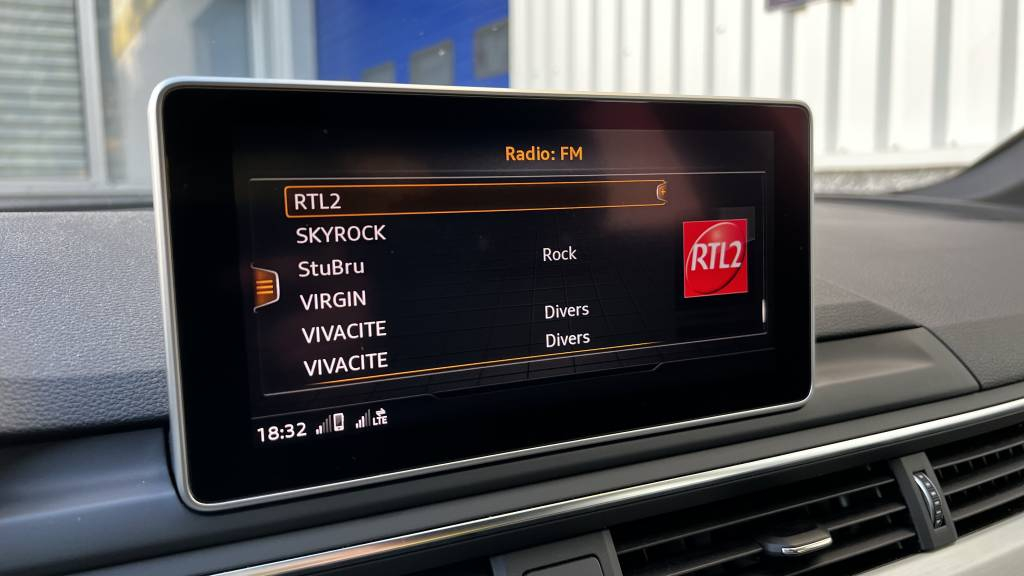 Radio: FM
RTL2
SKYROCK
StuBru Rock
VIRGIN
VIVACITE Divers
VIVACITE Divers
RTL2
18:32 LTE